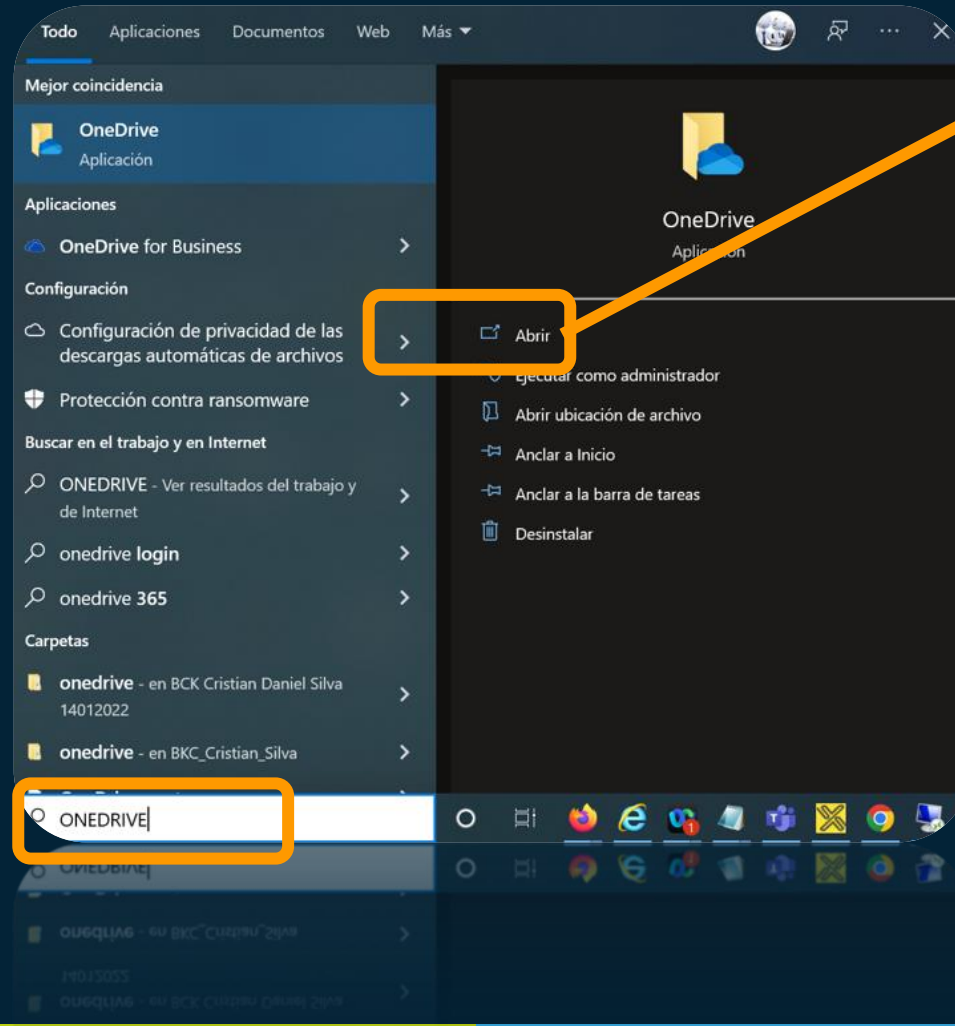 Todo Aplicaciones Documentos Web Más
Mejor coincidencia
OneDrive
Aplicación
Aplicaciones
OneDrive for Business
Configuración
Configuración de privacidad de las
descargas automáticas de archivos
Protección contra ransomware
Buscar en el trabajo y en Internet
ONEDRIVE - Ver resultados del trabajo y
de Internet
onedrive login
onedrive 365
Carpetas
onedrive - en BCK Cristian Daniel Silva
14012022
onedrive - en BKC_Cristian_Silva
ONEDRIVE
OneDrive
Aplicación
Abrir
Ejecutar como administrador
Abrir ubicación de archivo
Anclar a Inicio
Anclar a la barra de tareas
Desinstalar
1